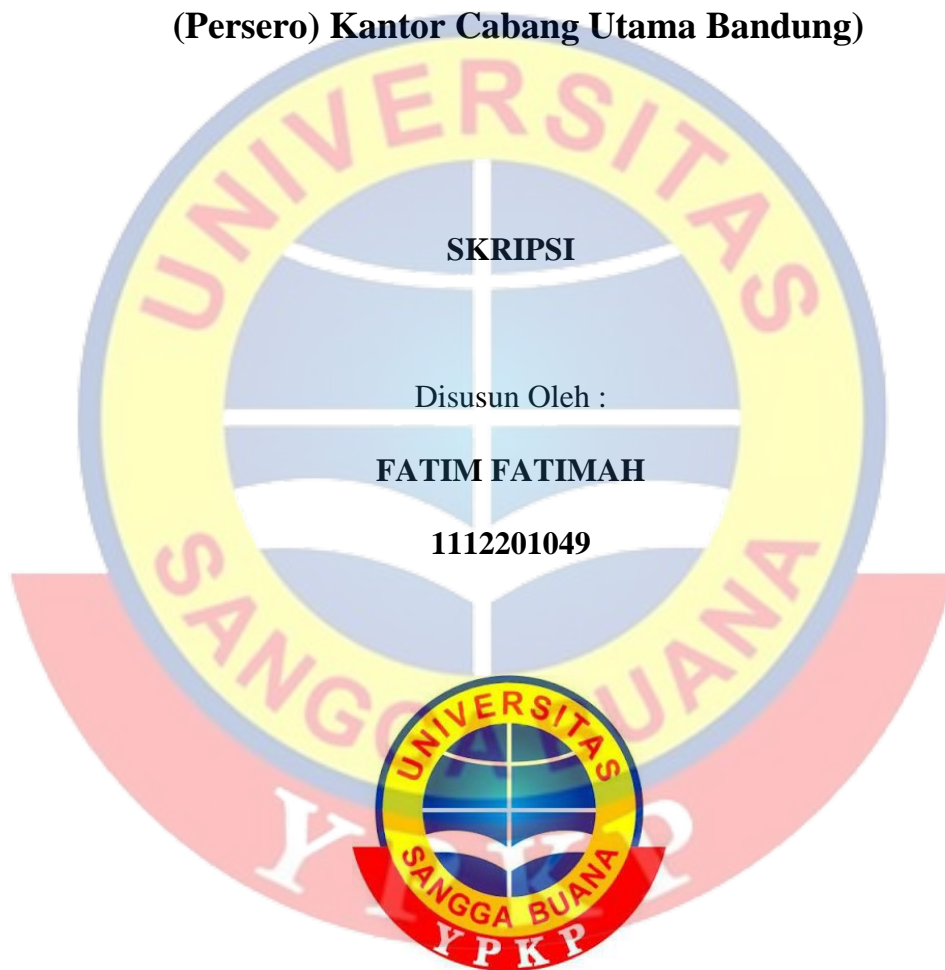 (Persero) Kantor Cabang Utama Bandung)
UNIVERSITAS
SKRIPSI
Disusun Oleh :
FATIM FATIMAH
1112201049
SANGGA BUANA
YPKP
UNIVERSITAS
SANGGA BUANA
YPKP